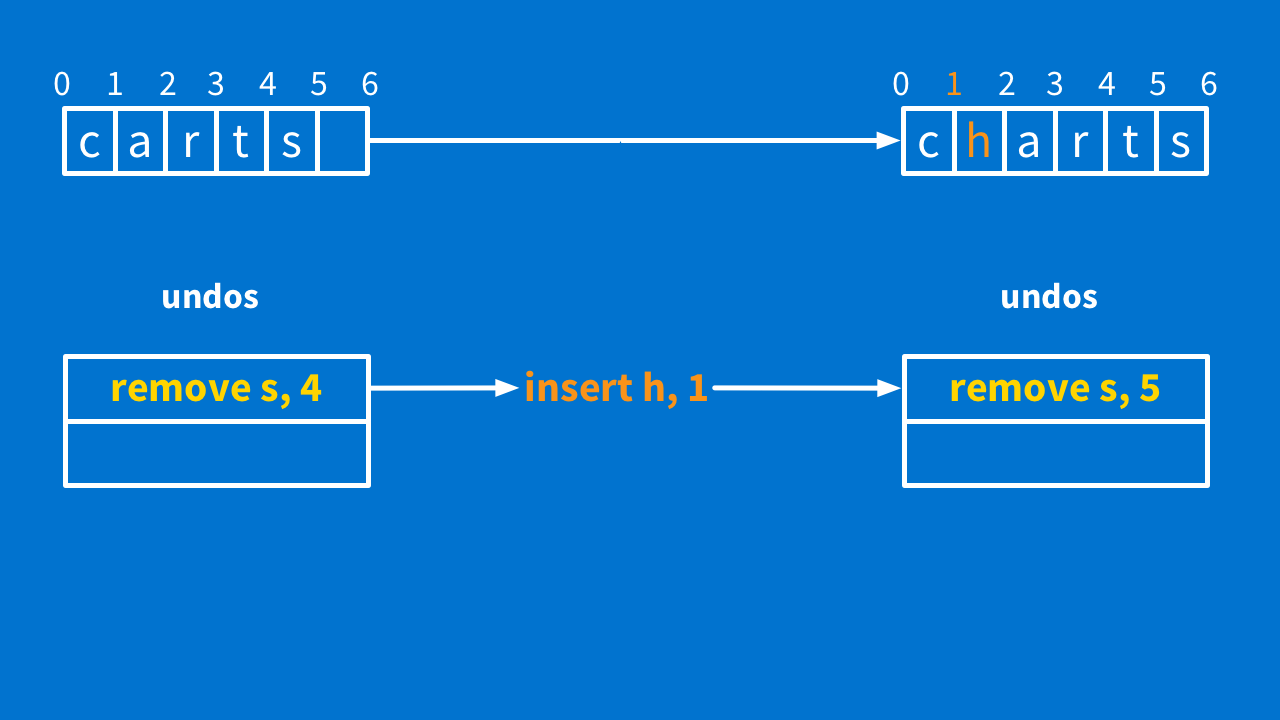 0 1 2 3 4 5 6
c a r t s
0 1 2 3 4 5 6
c h a r t s
undos
undos
remove s, 4
insert h, 1
remove s, 5